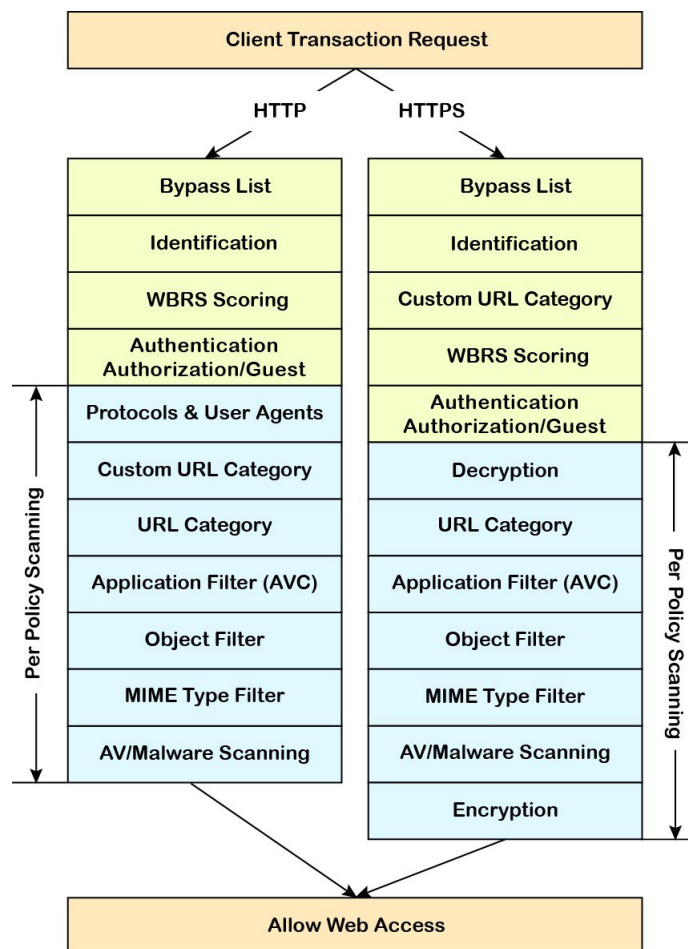 Client Transaction Request
HTTP
HTTPS
Bypass List
Identification
WBRS Scoring
Authentication
Authorization/Guest
Protocols & User Agents
Custom URL Category
URL Category
Application Filter (AVC)
Object Filter
MIME Type Filter
AV/Malware Scanning
Per Policy Scanning
Bypass List
Identification
Custom URL Category
WBRS Scoring
Authentication
Authorization/Guest
Decryption
URL Category
Application Filter (AVC)
Object Filter
MIME Type Filter
AV/Malware Scanning
Encryption
Per Policy Scanning
Allow Web Access